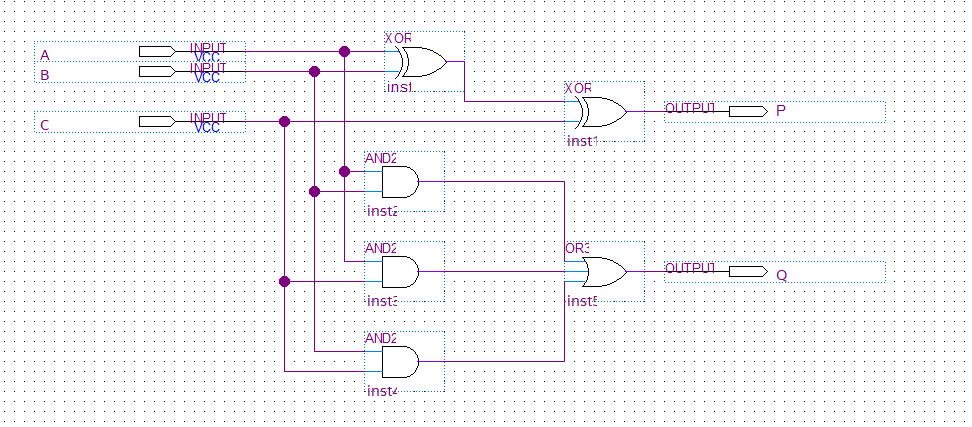 A INPUT VCC
B INPUT VCC
C INPUT VCC
XOR
inst
XOR
inst1
OUTPUT P
AND2
inst2
AND2
inst3
OR3
inst5
OUTPUT Q
AND2
inst4